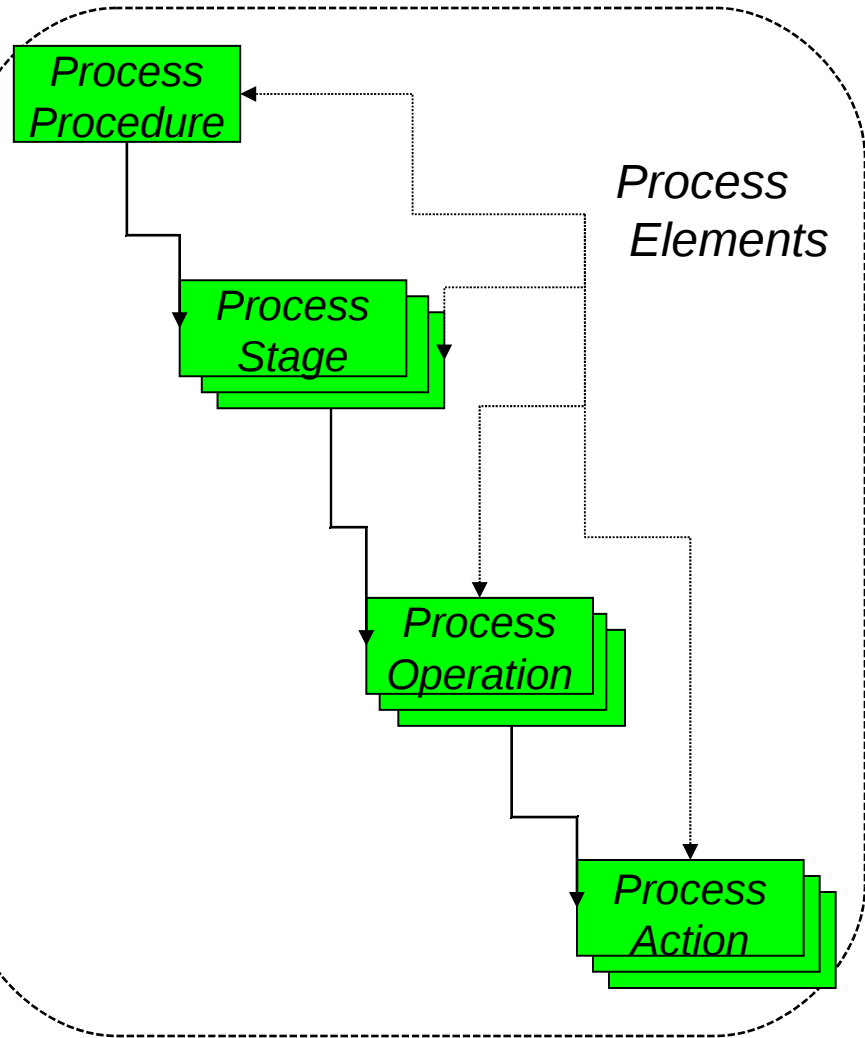 Process
Procedure
Process
Elements
Process
Stage
Process
Operation
Process
Action